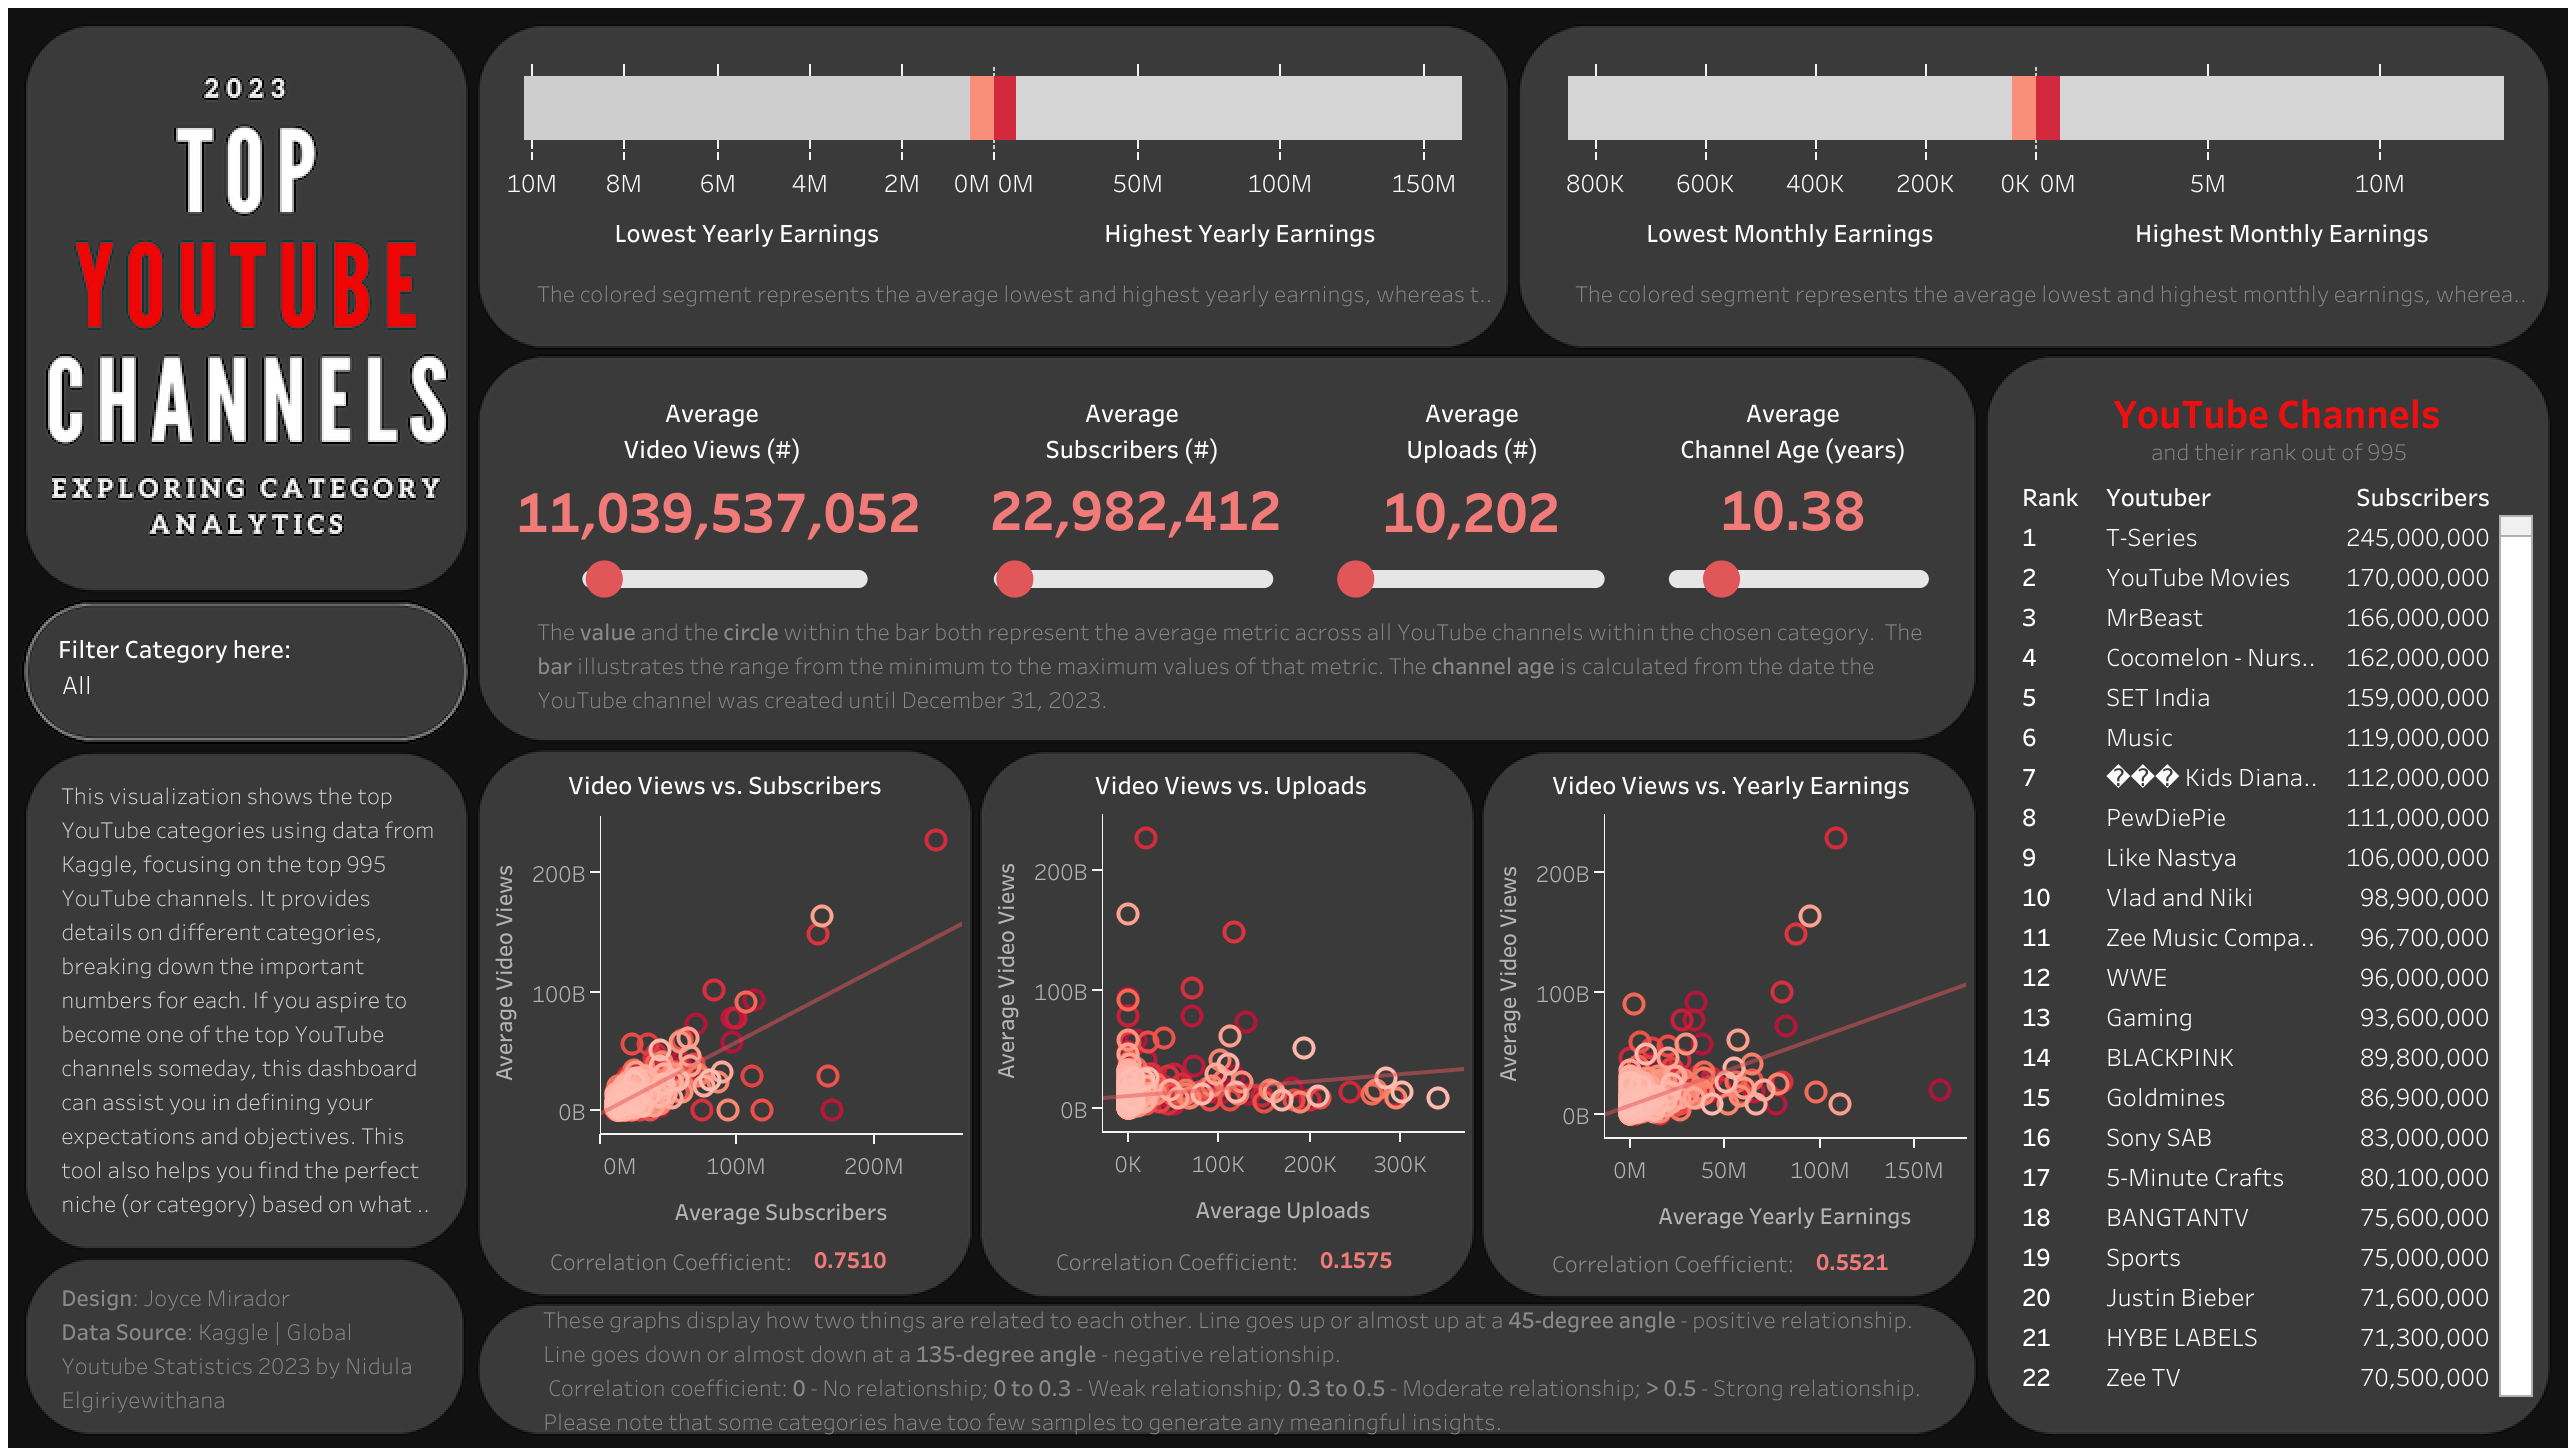 2023
TOP
YOUTUBE
CHANNELS
EXPLORING CATEGORY
ANALYTICS
Filter Category here:
All
This visualization shows the top
YouTube categories using data from
Kaggle, focusing on the top 995
YouTube channels. It provides
details on different categories,
breaking down the important
numbers for each. If you aspire to
become one of the top YouTube
channels someday, this dashboard
can assist you in defining your
expectations and objectives. This
tool also helps you find the perfect
niche (or category) based on what ..
Design: Joyce Mirador
Data Source: Kaggle | Global
Youtube Statistics 2023 by Nidula
Elgiriyewithana
10M 8M 6M 4M 2M 0M 0M 50M 100M 150M
Lowest Yearly Earnings Highest Yearly Earnings
The colored segment represents the average lowest and highest yearly earnings, whereas t..
800K 600K 400K 200K 0K 0M 5M 10M
Lowest Monthly Earnings Highest Monthly Earnings
The colored segment represents the average lowest and highest monthly earnings, wherea..
Average
Video Views (#)
11,039,537,052
Average
Subscribers (#)
22,982,412
Average
Uploads (#)
10,202
Average
Channel Age (years)
10.38
The value and the circle within the bar both represent the average metric across all YouTube channels within the chosen category. The
bar illustrates the range from the minimum to the maximum values of that metric. The channel age is calculated from the date the
YouTube channel was created until December 31, 2023.
Video Views vs. Subscribers
Average Video Views
200B
100B
0B
0M 100M 200M
Average Subscribers
Correlation Coefficient: 0.7510
Video Views vs. Uploads
Average Video Views
200B
100B
0B
0K 100K 200K 300K
Average Uploads
Correlation Coefficient: 0.1575
Video Views vs. Yearly Earnings
Average Video Views
200B
100B
0B
0M 50M 100M 150M
Average Yearly Earnings
Correlation Coefficient: 0.5521
These graphs display how two things are related to each other. Line goes up or almost up at a 45-degree angle - positive relationship.
Line goes down or almost down at a 135-degree angle - negative relationship.
Correlation coefficient: 0 - No relationship; 0 to 0.3 - Weak relationship; 0.3 to 0.5 - Moderate relationship; > 0.5 - Strong relationship.
Please note that some categories have too few samples to generate any meaningful insights.
YouTube Channels
and their rank out of 995
Rank Youtuber Subscribers
1 T-Series 245,000,000
2 YouTube Movies 170,000,000
3 MrBeast 166,000,000
4 Cocomelon - Nurs.. 162,000,000
5 SET India 159,000,000
6 Music 119,000,000
7 ��� Kids Diana.. 112,000,000
8 PewDiePie 111,000,000
9 Like Nastya 106,000,000
10 Vlad and Niki 98,900,000
11 Zee Music Compa.. 96,700,000
12 WWE 96,000,000
13 Gaming 93,600,000
14 BLACKPINK 89,800,000
15 Goldmines 86,900,000
16 Sony SAB 83,000,000
17 5-Minute Crafts 80,100,000
18 BANGTANTV 75,600,000
19 Sports 75,000,000
20 Justin Bieber 71,600,000
21 HYBE LABELS 71,300,000
22 Zee TV 70,500,000